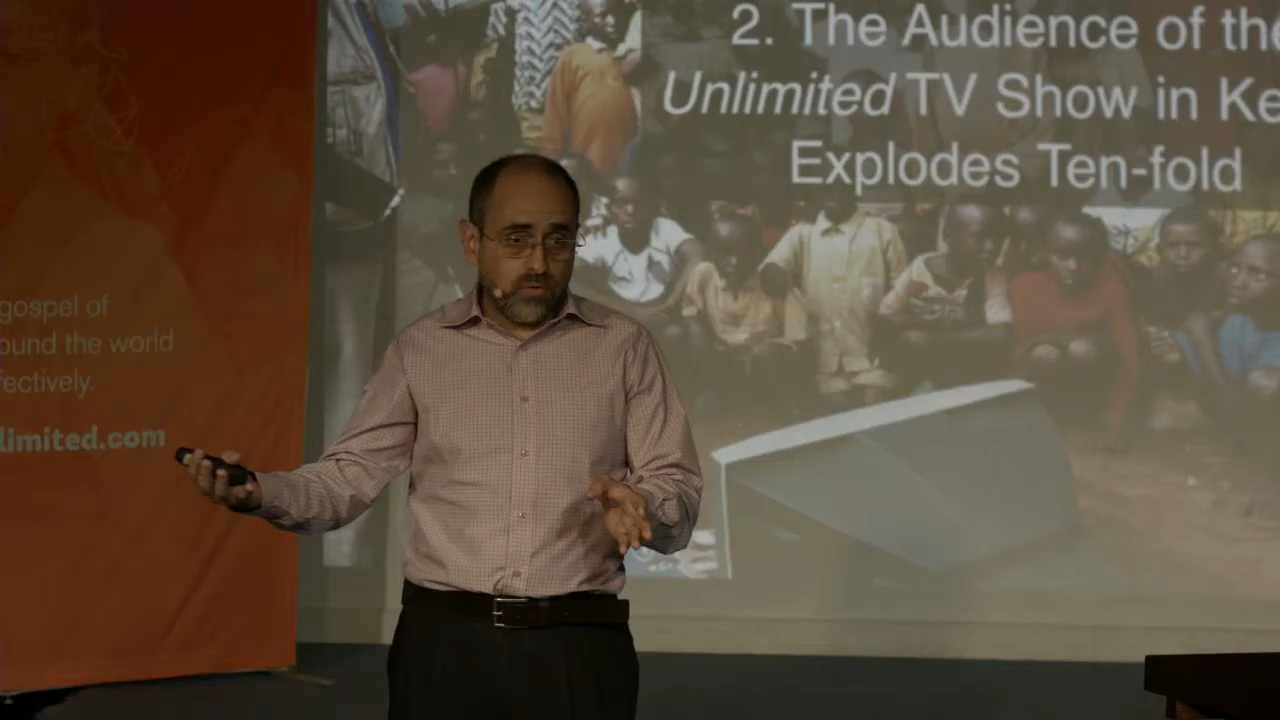 2. The Audience of the
Unlimited TV Show in Ke
Explodes Ten-fold
gospel of
ound the world
fectively.
limited.com